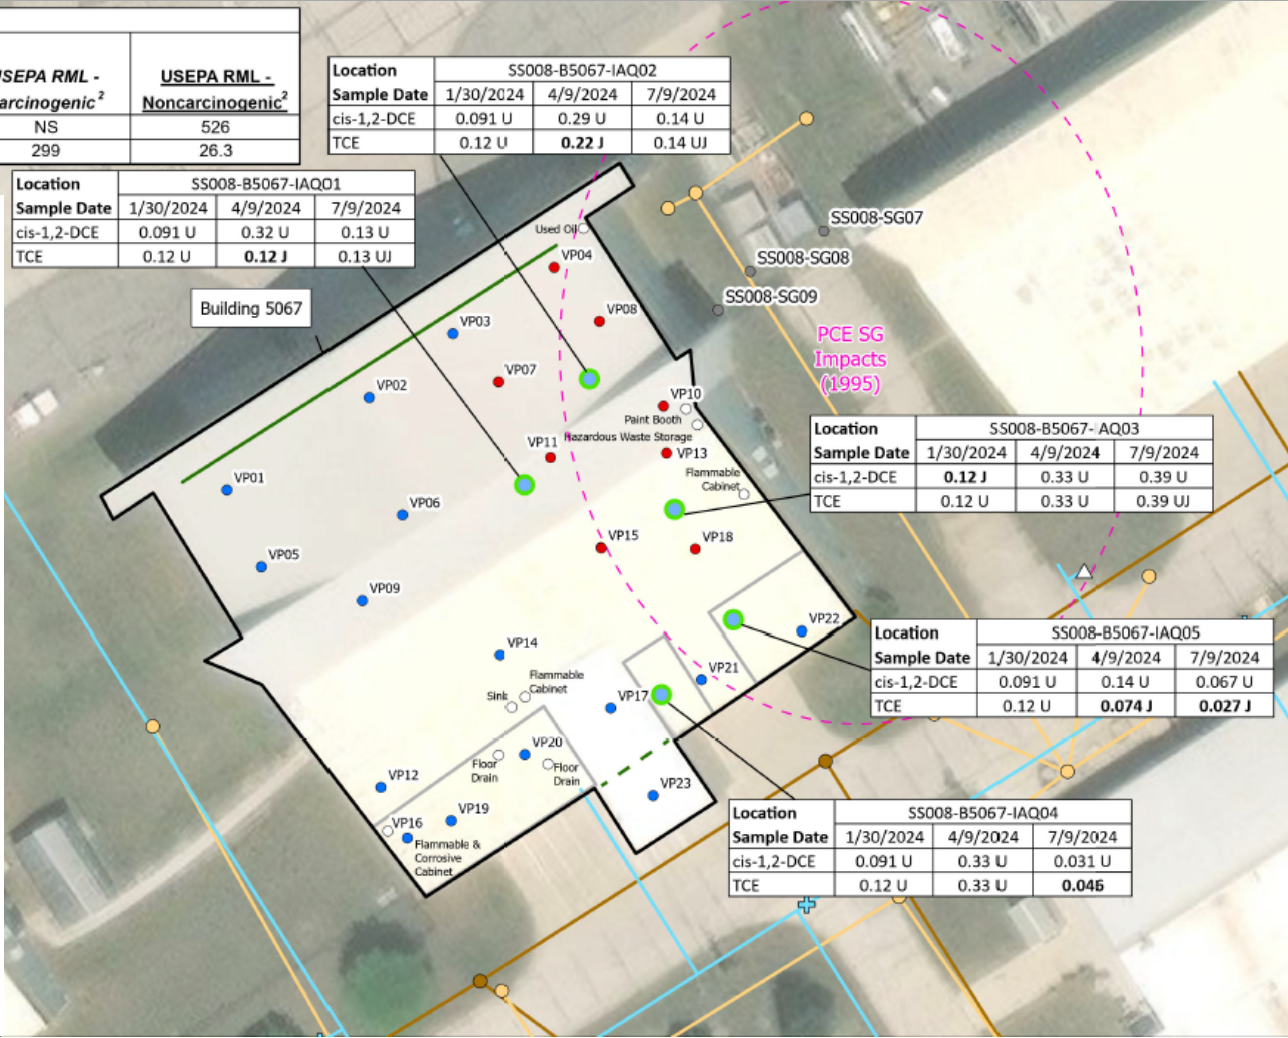 USEPA RML -
Noncarcinogenic2
NS 526
299 26.3
Location SS008-B5067-IAQ02
Sample Date 1/30/2024 4/9/2024 7/9/2024
cis-1,2-DCE 0.091 U 0.29 U 0.14 U
TCE 0.12 U 0.22 J 0.14 UJ
Location SS008-B5067-IAQ01
Sample Date 1/30/2024 4/9/2024 7/9/2024
cis-1,2-DCE 0.091 U 0.32 U 0.13 U
TCE 0.12 U 0.12 J 0.13 UJ
Building 5067
Used Oil
VP04
VP08
VP03
VP07
VP02
VP10
Paint Booth
Hazardous Waste Storage
VP11
VP13
Flammable
Cabinet
VP01
VP06
VP05
VP15
VP18
VP09
VP22
VP14
VP21
Flammable
Cabinet
Sink
VP17
VP20
Floor
Drain
Floor
Drain
VP12
VP23
VP19
VP16
Flammable &
Corrosive
Cabinet
SS008-SG07
SS008-SG08
SS008-SG09
PCE SG
Impacts
(1995)
Location SS008-B5067-IAQ03
Sample Date 1/30/2024 4/9/2024 7/9/2024
cis-1,2-DCE 0.12 J 0.33 U 0.39 U
TCE 0.12 U 0.33 U 0.39 UJ
Location SS008-B5067-IAQ05
Sample Date 1/30/2024 4/9/2024 7/9/2024
cis-1,2-DCE 0.091 U 0.14 U 0.067 U
TCE 0.12 U 0.074 J 0.027 J
Location SS008-B5067-IAQ04
Sample Date 1/30/2024 4/9/2024 7/9/2024
cis-1,2-DCE 0.091 U 0.33 U 0.031 U
TCE 0.12 U 0.33 U 0.046